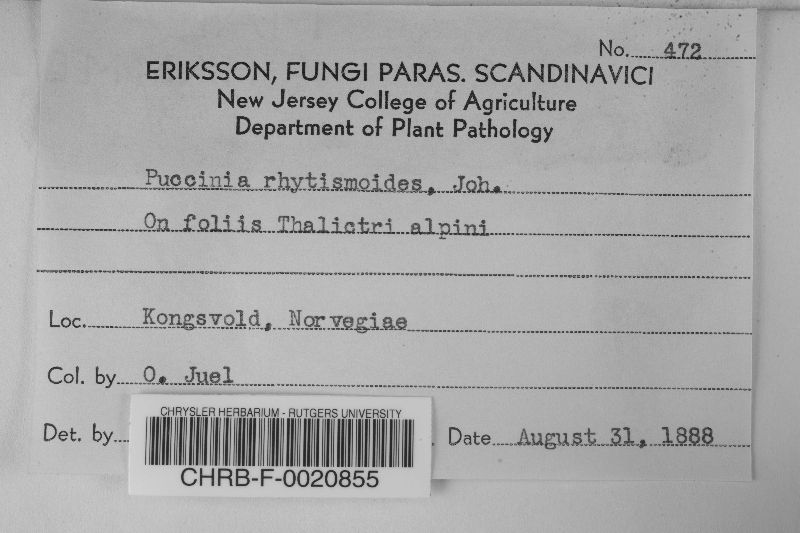 No. 472
ERIKSSON, FUNGI PARAS. SCANDINAVICI
New Jersey College of Agriculture
Department of Plant Pathology
Puccinia rhytismoides, Joh.
On foliis Thalictri alpini
Loc. Kongsvold, Norvegiae
Col. by O. Juel
Det. by Date August 31, 1888
CHRYSLER HERBARIUM - RUTGERS UNIVERSITY
CHRB-F-0020855